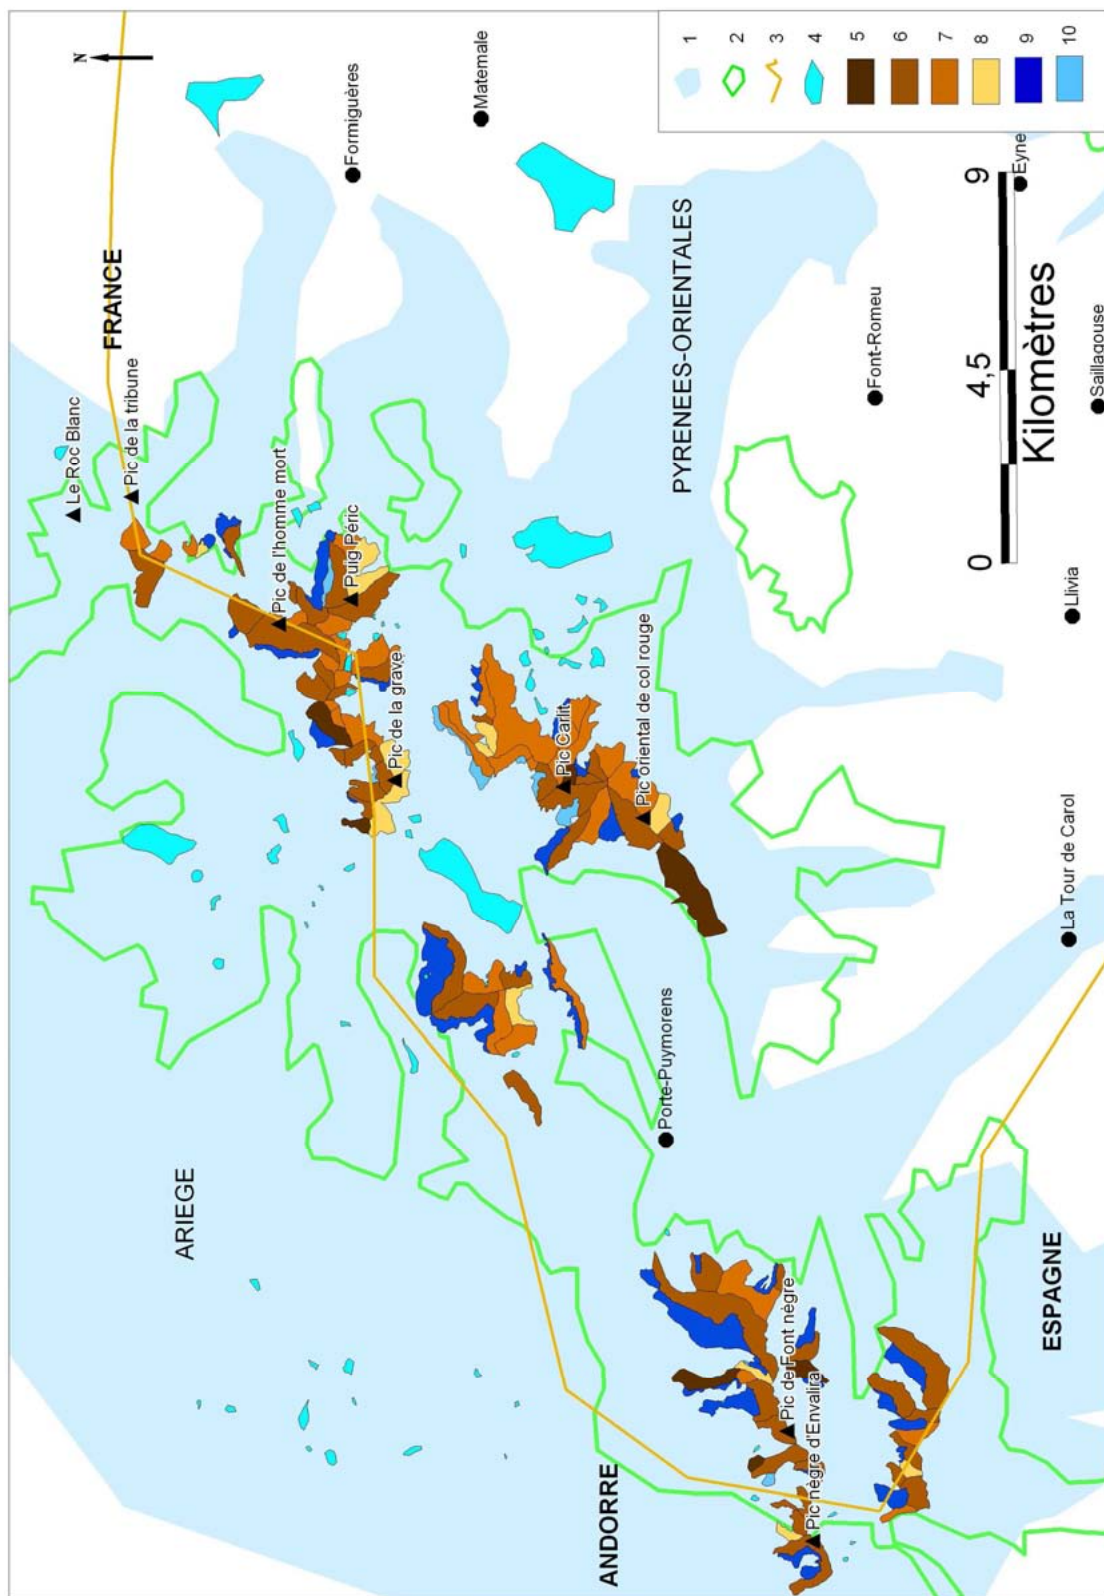 N
FRANCE
Le Roc Blanc
Pic de la tribune
Formiguères
Matemale
Pic de l'homme mort
Puig Péric
Pic de la grave
ARIEGE
PYRENEES-ORIENTALES
Pic Carlit
Pic oriental de col rouge
Font-Romeu
Porte-Puymorens
Pic de Font nègre
Pic nègre d'Envalira
ANDORRE
ESPAGNE
La Tour de Carol
Llivia
Saillagouse
Eyne
0
4,5
9
Kilomètres
1
2
3
4
5
6
7
8
9
10